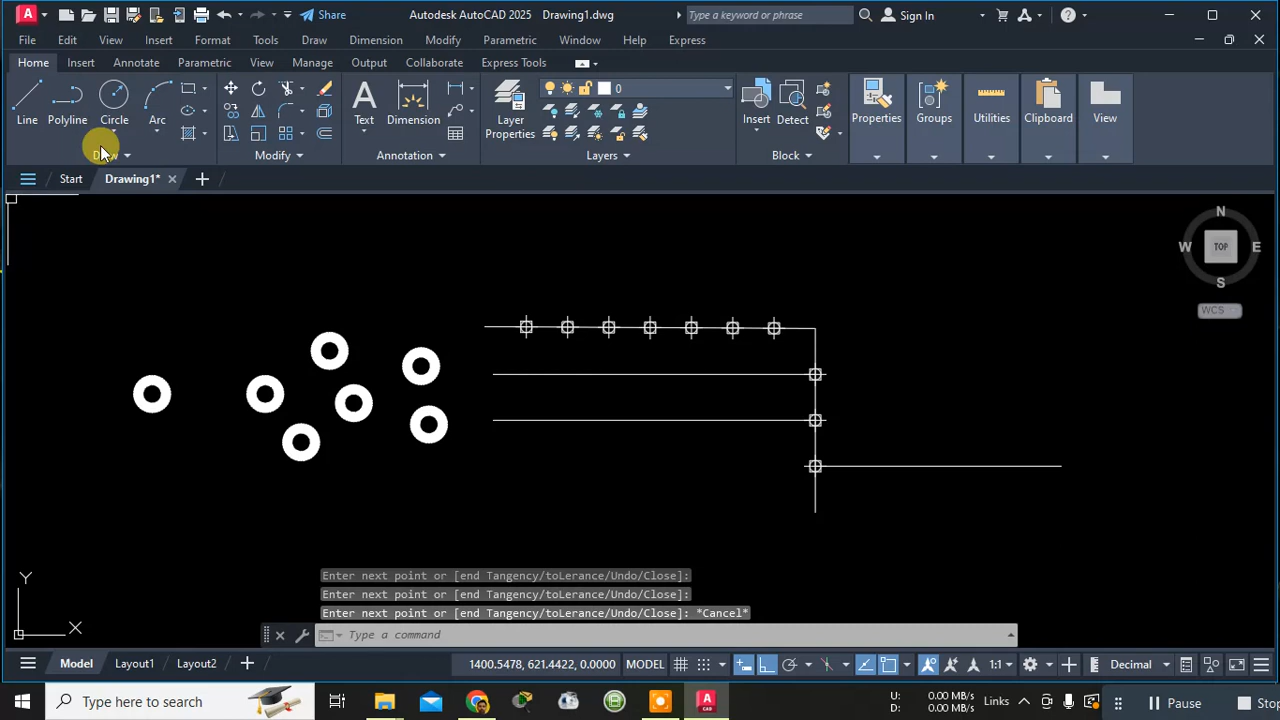 Share
Autodesk AutoCAD 2025 Drawing1.dwg
Type a keyword or phrase
Sign In
File Edit View Insert Format Tools Draw Dimension Modify Parametric Window Help Express
Home Insert Annotate Parametric View Manage Output Collaborate Express Tools
Line Polyline Circle Arc
Text Dimension
Layer Properties
0
Insert Detect
Properties Groups Utilities Clipboard View
Modify Annotation Layers Block
Start Drawing1*
N
W TOP E
S
WCS
Enter next point or [end Tangency/toLerance/Undo/Close]:
Enter next point or [end Tangency/toLerance/Undo/Close]:
Enter next point or [end Tangency/toLerance/Undo/Close]: *Cancel*
Y
X
Type a command
Model Layout1 Layout2
1400.5478, 621.4422, 0.0000 MODEL
1:1
Decimal
Type here to search
CAD
U: 0.00 MB/s
D: 0.00 MB/s
Links
Pause
Sto